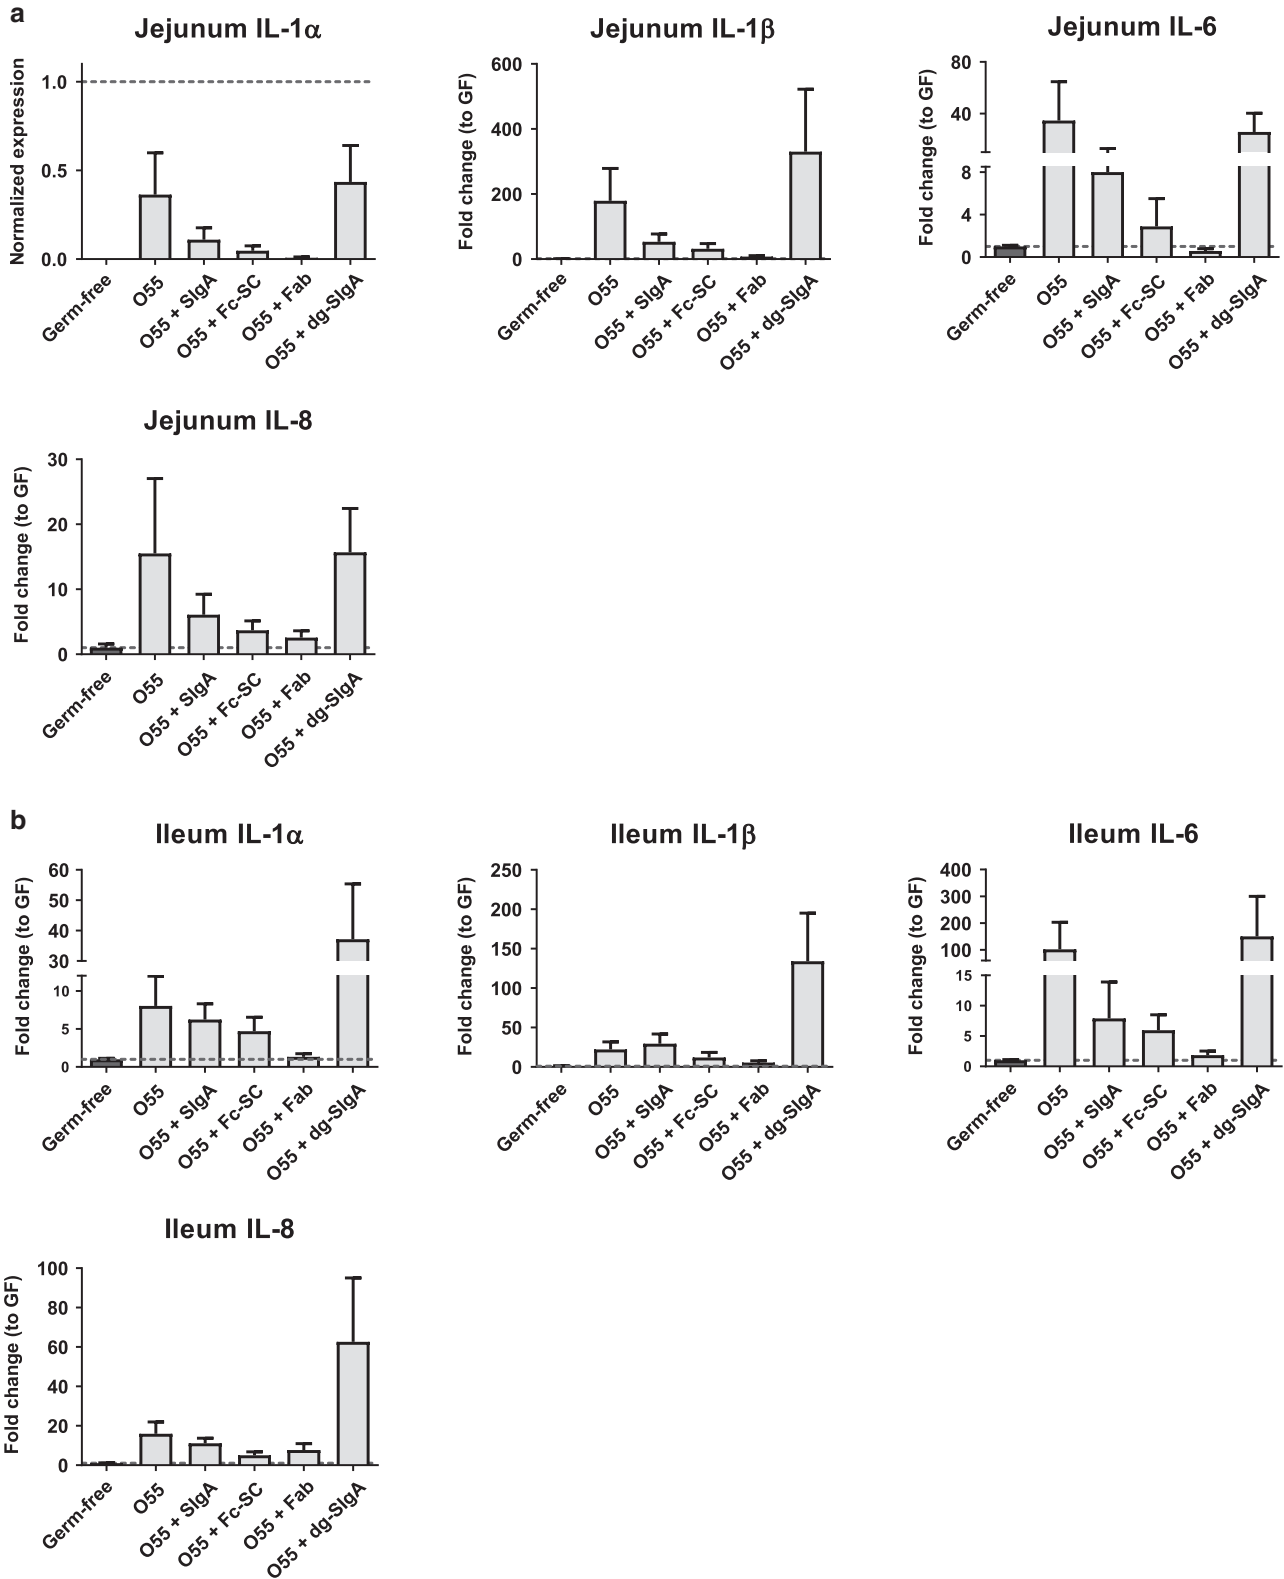 a
Jejunum IL-1α
Normalized expression
1.0
0.5
0.0
Germ-free
O55
O55 + SIgA
O55 + Fc-SC
O55 + Fab
O55 + dg-SIgA
Jejunum IL-1β
Fold change (to GF)
600
400
200
0
Germ-free
O55
O55 + SIgA
O55 + Fc-SC
O55 + Fab
O55 + dg-SIgA
Jejunum IL-6
Fold change (to GF)
80
40
8
4
0
Germ-free
O55
O55 + SIgA
O55 + Fc-SC
O55 + Fab
O55 + dg-SIgA
Jejunum IL-8
Fold change (to GF)
30
20
10
0
Germ-free
O55
O55 + SIgA
O55 + Fc-SC
O55 + Fab
O55 + dg-SIgA
b
Ileum IL-1α
Fold change (to GF)
60
50
40
30
10
5
0
Germ-free
O55
O55 + SIgA
O55 + Fc-SC
O55 + Fab
O55 + dg-SIgA
Ileum IL-1β
Fold change (to GF)
250
200
150
100
50
0
Germ-free
O55
O55 + SIgA
O55 + Fc-SC
O55 + Fab
O55 + dg-SIgA
Ileum IL-6
Fold change (to GF)
400
300
200
100
15
10
5
0
Germ-free
O55
O55 + SIgA
O55 + Fc-SC
O55 + Fab
O55 + dg-SIgA
Ileum IL-8
Fold change (to GF)
100
80
60
40
20
0
Germ-free
O55
O55 + SIgA
O55 + Fc-SC
O55 + Fab
O55 + dg-SIgA